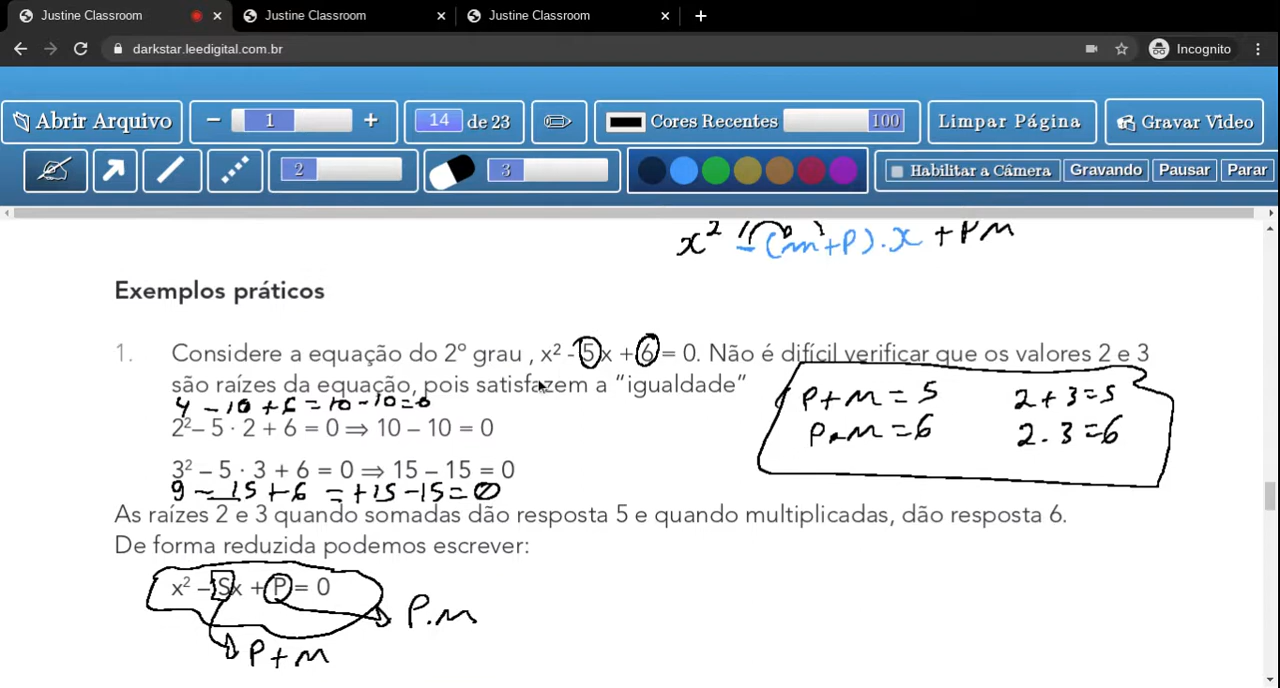 Justine Classroom
Justine Classroom
Justine Classroom
darkstar.leedigital.com.br
Incognito
Abrir Arquivo
− 1 +
14 de 23
Cores Recentes 100
Limpar Página
Gravar Video
2
3
Habilitar a Câmera
Gravando
Pausar
Parar
x² - (m+p).x + pm
Exemplos práticos
1. Considere a equação do 2º grau , x² - 5x + 6 = 0. Não é difícil verificar que os valores 2 e 3
são raízes da equação, pois satisfazem a “igualdade”
4 - 10 + 6 = 10 - 10 = 0
2² – 5 · 2 + 6 = 0 ⇒ 10 – 10 = 0
3² – 5 · 3 + 6 = 0 ⇒ 15 – 15 = 0
9 - 15 + 6 = +15 - 15 = 0
P+m = 5 2+3=5
P.m = 6 2.3=6
As raízes 2 e 3 quando somadas dão resposta 5 e quando multiplicadas, dão resposta 6.
De forma reduzida podemos escrever:
x² – Sx + P = 0
P.m
P+m